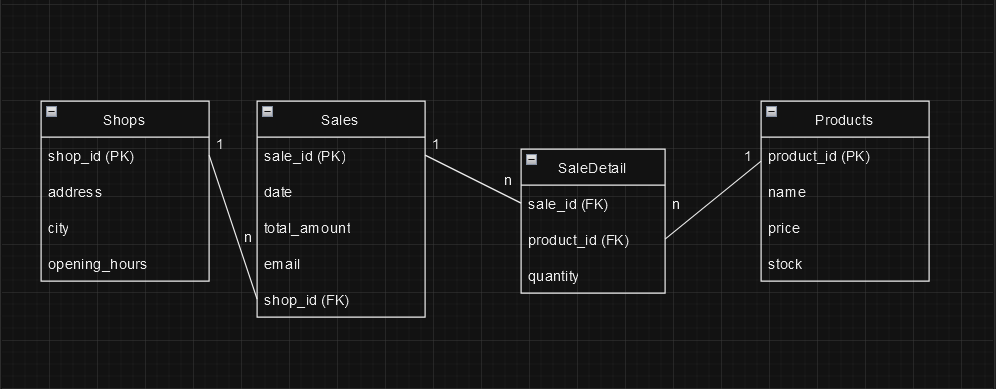 Shops
shop_id (PK)
address
city
opening_hours
1
n
Sales
sale_id (PK)
date
total_amount
email
shop_id (FK)
1
n
SaleDetail
sale_id (FK)
product_id (FK)
quantity
n
1
Products
product_id (PK)
name
price
stock